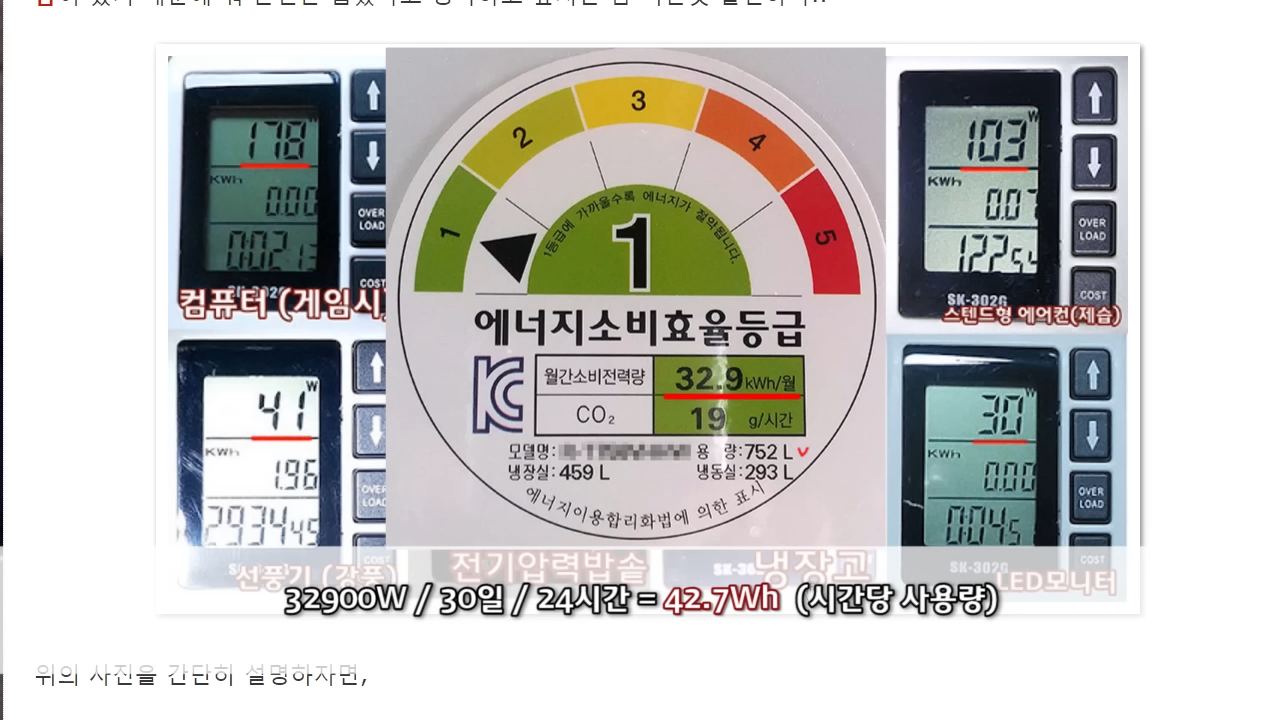 178 W
KWh
0.00
OVER LOAD
COST
컴퓨터 (게임시)
41 W
KWh
1.96
293445
OVER LOAD
COST
선풍기 (강풍)
1
2
3
4
5
1등급에 가까울수록 에너지가 절약됩니다.
1
에너지소비효율등급
월간소비전력량 32.9kWh/월
CO₂ 19 g/시간
모델명: 용 량:752 L
냉장실:459 L 냉동실:293 L
에너지이용합리화법에 의한 표시
전기압력밥솥
냉장고
103 W
KWh
0.07
12254
OVER LOAD
COST
SK-302G
스텐드형 에어컨(제습)
30 W
KWh
0.00
0.045
OVER LOAD
COST
SK-302G
LED모니터
32900W / 30일 / 24시간 = 42.7Wh (시간당 사용량)
위의 사진을 간단히 설명하자면,